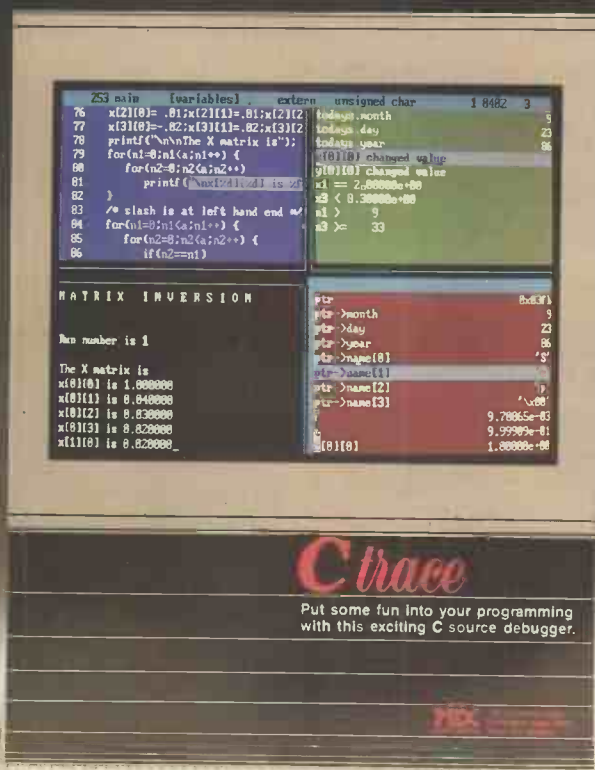 253 main [variables] extern unsigned char 1 8482 3
76 x[2][0]= .01;x[2][1]=.01;x[2][2
77 x[3][0]=-.02;x[3][1]=.02;x[3][2
78 printf("\n\nThe X matrix is");
79 for(n1=0;n1<a;n1++) {
80 for(n2=0;n2<a;n2++)
81 printf(
82 }
83 /* slash is at left hand end */
84 for(n1=0;n1<a;n1++) {
85 for(n2=0;n2<a;n2++) {
86 if(n2==n1)
todays.month 9
todays.day 23
todays.year 86
y[0][0] changed value
y[0][0] changed value
x1 == 2.00000e+00
x3 < 0.30000e+00
n1 > 9
n3 >= 33
MATRIX INVERSION
Run number is 1
The X matrix is
x[0][0] is 1.000000
x[0][1] is 0.040000
x[0][2] is 0.030000
x[0][3] is 0.020000
x[1][0] is 0.020000_
ptr
ptr->month 9
ptr->day 23
ptr->year 86
ptr->name[0] 'S'
ptr->name[1]
ptr->name[2] 'p'
ptr->name[3] '\x00'
9.78065e-03
9.99909e-01
[0][0] 1.00000e+00
C trace
Put some fun into your programming
with this exciting C source debugger.
MIX